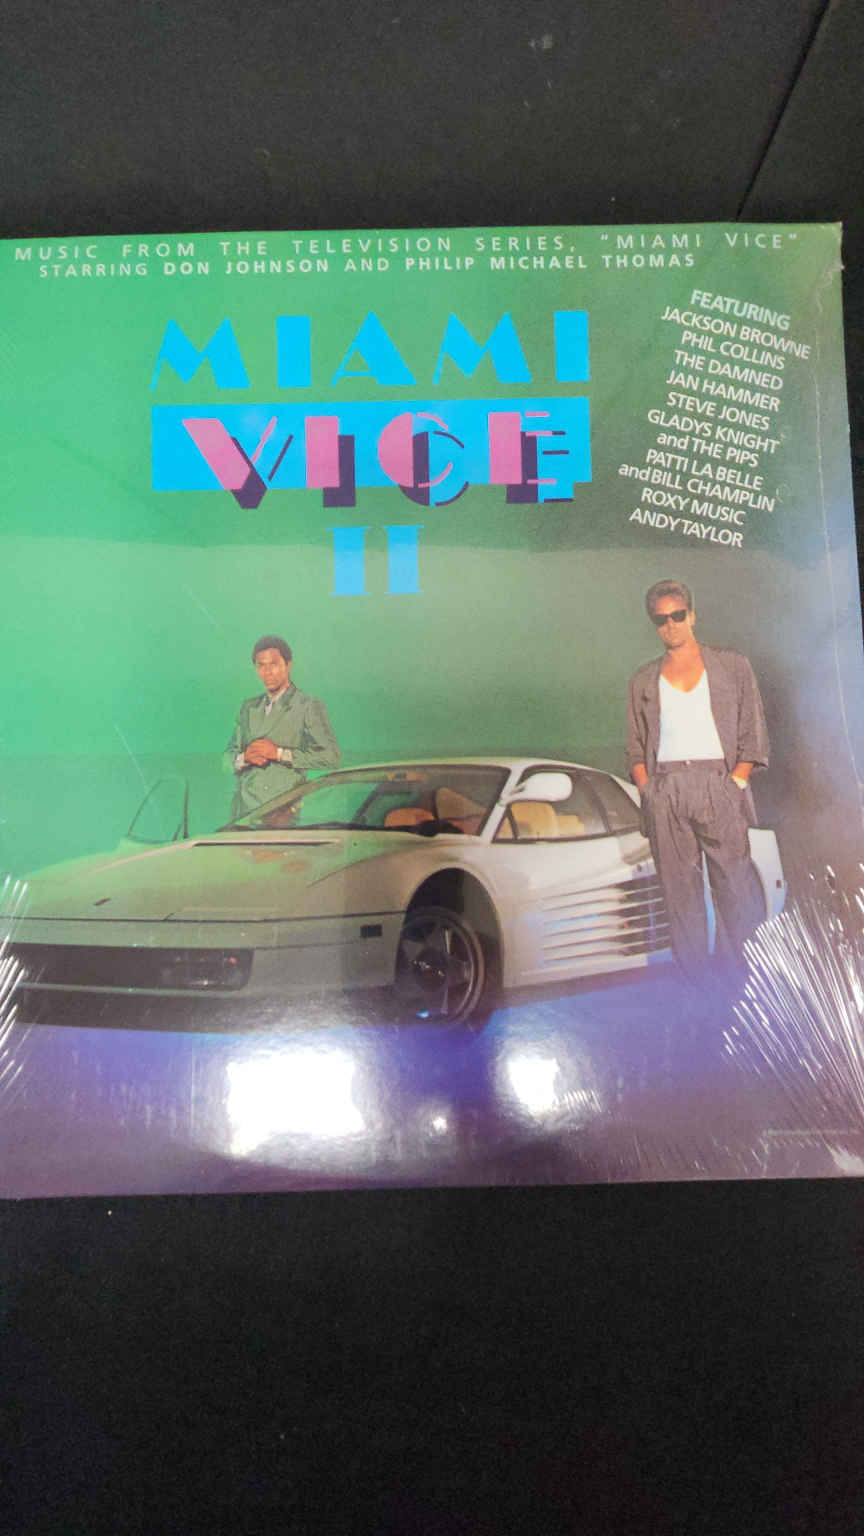 MUSIC FROM THE TELEVISION SERIES, "MIAMI VICE"
STARRING DON JOHNSON AND PHILIP MICHAEL THOMAS
MIAMI
VICE
II
FEATURING
JACKSON BROWNE
PHIL COLLINS
THE DAMNED
JAN HAMMER
STEVE JONES
GLADYS KNIGHT
and THE PIPS
PATTI LA BELLE
and BILL CHAMPLIN
ROXY MUSIC
ANDY TAYLOR